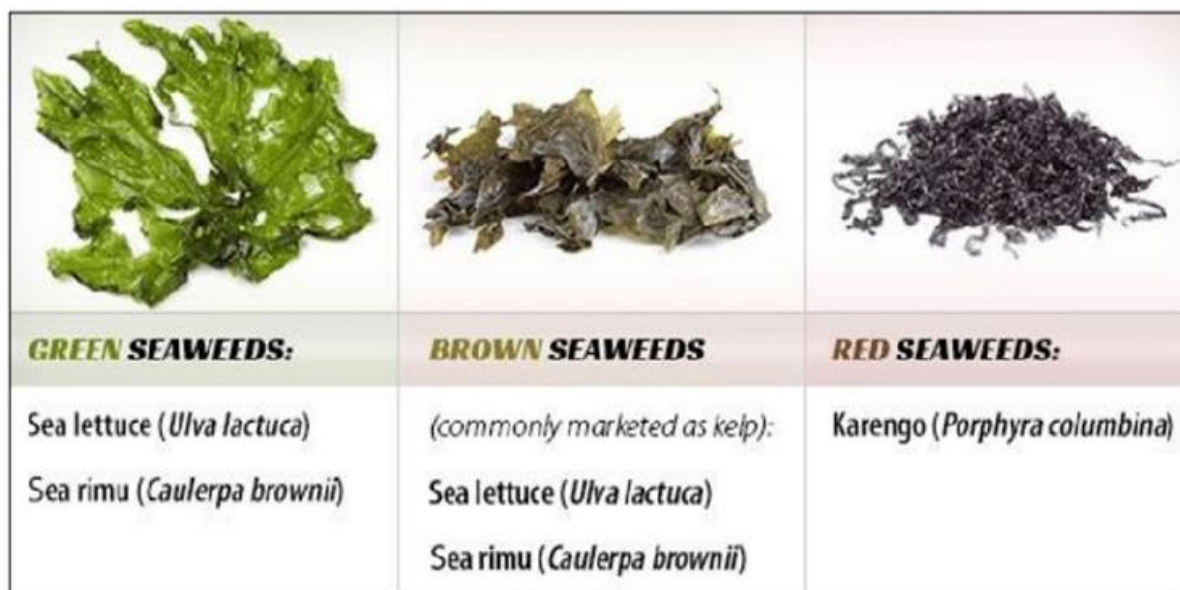 GREEN SEAWEEDS:
Sea lettuce (Ulva lactuca)
Sea rimu (Caulerpa brownii)
BROWN SEAWEEDS
(commonly marketed as kelp):
Sea lettuce (Ulva lactuca)
Sea rimu (Caulerpa brownii)
RED SEAWEEDS:
Karengo (Porphyra columbina)